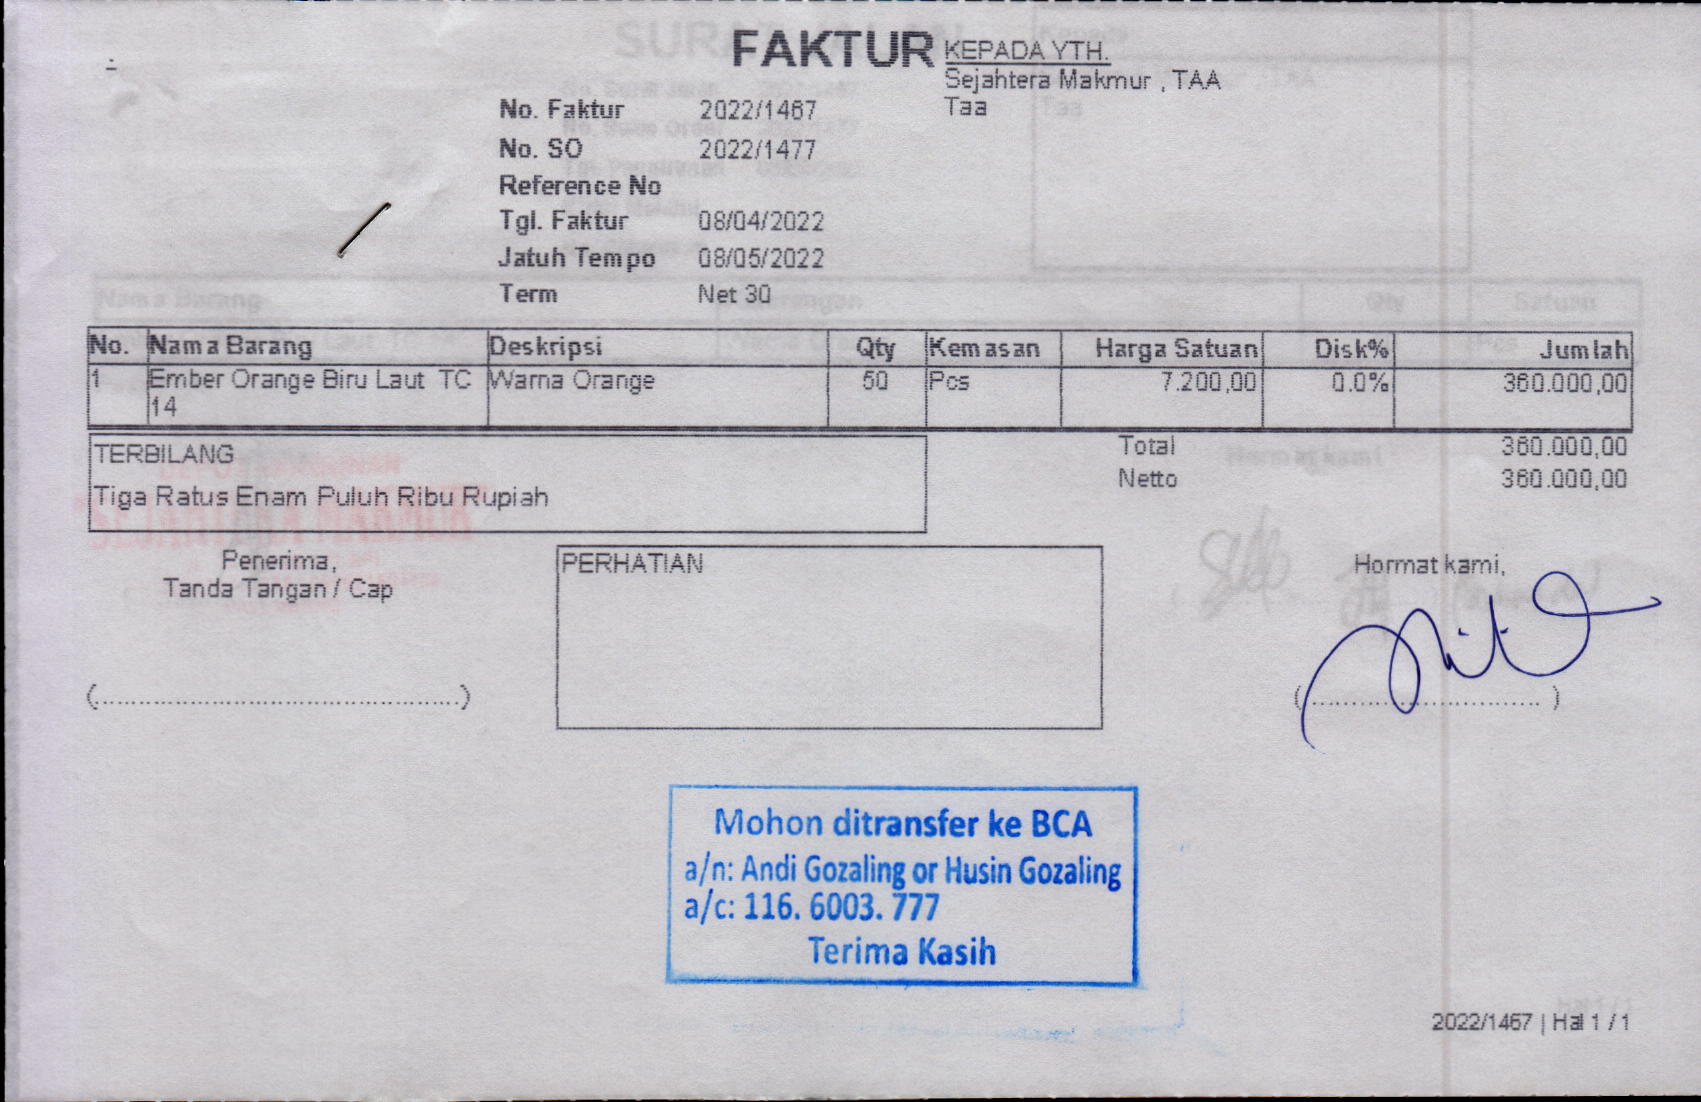 FAKTUR
KEPADA YTH.
Sejahtera Makmur , TAA
Taa
No. Faktur 2022/1467
No. SO 2022/1477
Reference No
Tgl. Faktur 08/04/2022
Jatuh Tempo 08/05/2022
Term Net 30
No. Nama Barang Deskripsi Qty Kemasan Harga Satuan Disk% Jumlah
1 Ember Orange Biru Laut TC Warna Orange 50 Pcs 7.200,00 0.0% 360.000,00
14
TERBILANG
Tiga Ratus Enam Puluh Ribu Rupiah
Total 360.000,00
Netto 360.000,00
Penerima,
Tanda Tangan / Cap
PERHATIAN
Hormat kami,
(..............................................)
(.............................. )
Mohon ditransfer ke BCA
a/n: Andi Gozaling or Husin Gozaling
a/c: 116. 6003. 777
Terima Kasih
2022/1467 | Hal 1 / 1